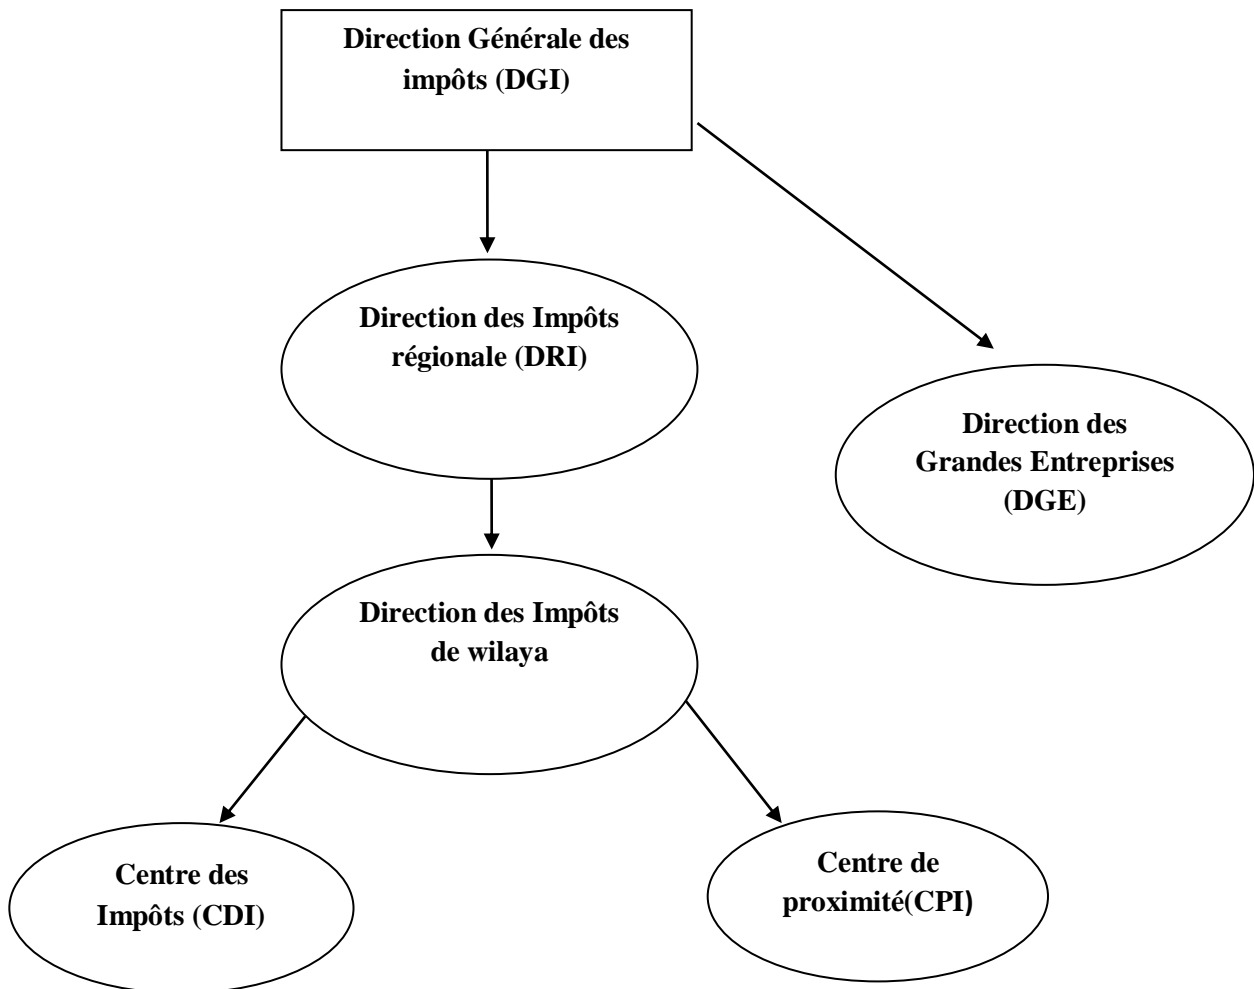 Direction Générale des
impôts (DGI)
Direction des Impôts
régionale (DRI)
Direction des
Grandes Entreprises
(DGE)
Direction des Impôts
de wilaya
Centre des
Impôts (CDI)
Centre de
proximité(CPI)